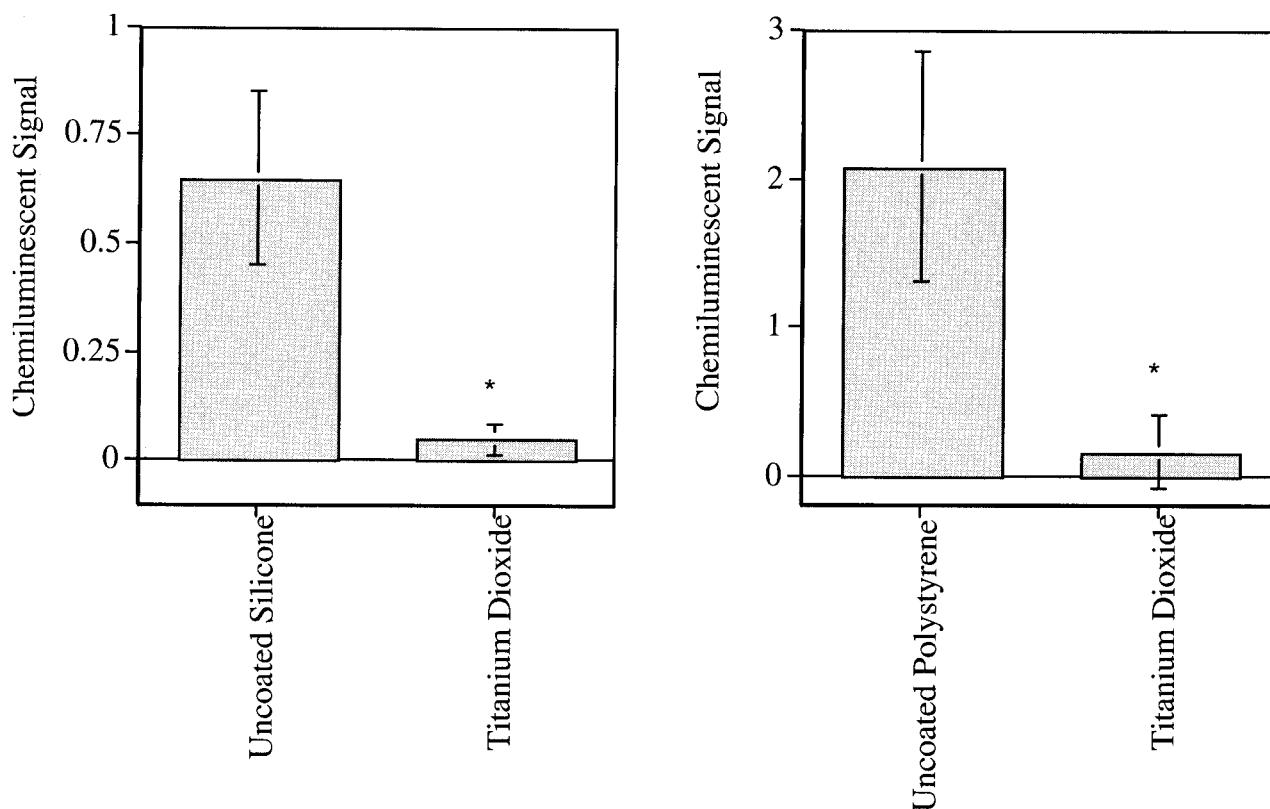 Chemiluminescent Signal
1
0.75
0.5
0.25
0
*
Uncoated Silicone
Titanium Dioxide
Chemiluminescent Signal
3
2
1
0
*
Uncoated Polystyrene
Titanium Dioxide